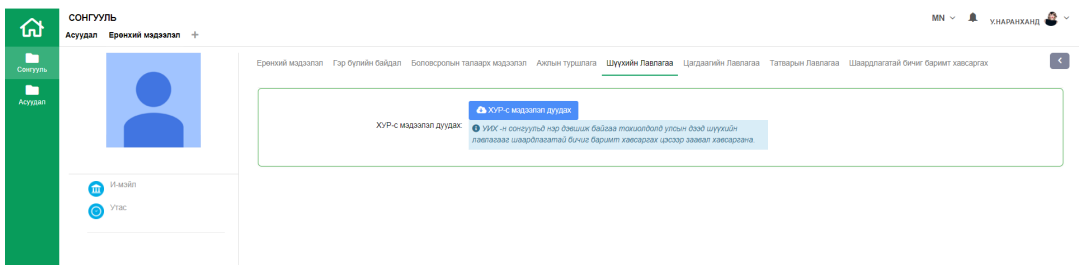 СОНГУУЛЬ
MN
У.НАРАНХАНД
Асуудал Ерөнхий мэдээлэл +
Сонгууль
Асуудал
Ерөнхий мэдээлэл Гэр бүлийн байдал Боловсролын талаарх мэдээлэл Ажлын туршлага Шүүхийн Лавлагаа Цагдаагийн Лавлагаа Татварын Лавлагаа Шаардлагатай бичиг баримт хавсаргах
ХУР-с мэдээлэл дуудах
ХУР-с мэдээлэл дуудах:
УИХ -н сонгуульд нэр дэвшиж байгаа тохиолдолд улсын дээд шүүхийн
лавлагааг шаардлагатай бичиг баримт хавсаргах цэсээр заавал хавсаргана
И-мэйл
Утас